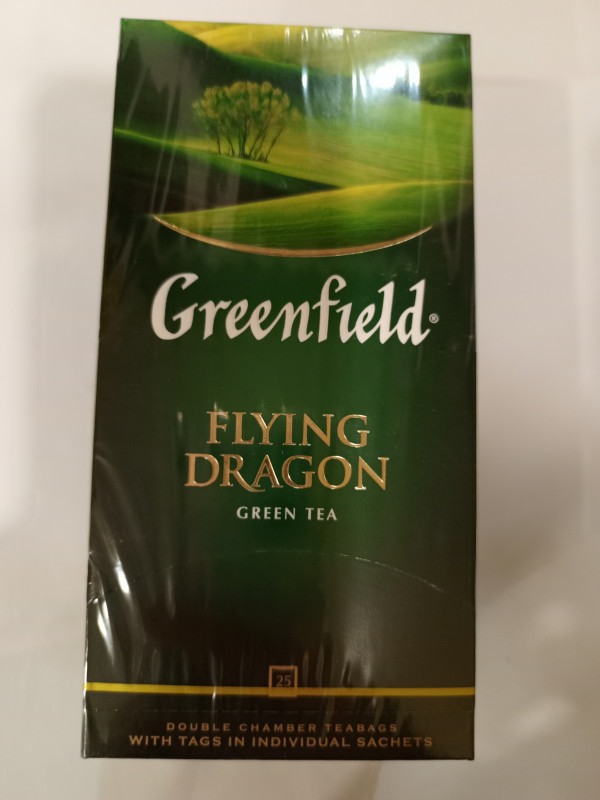 Greenfield®
FLYING
DRAGON
GREEN TEA
25
DOUBLE CHAMBER TEABAGS
WITH TAGS IN INDIVIDUAL SACHETS